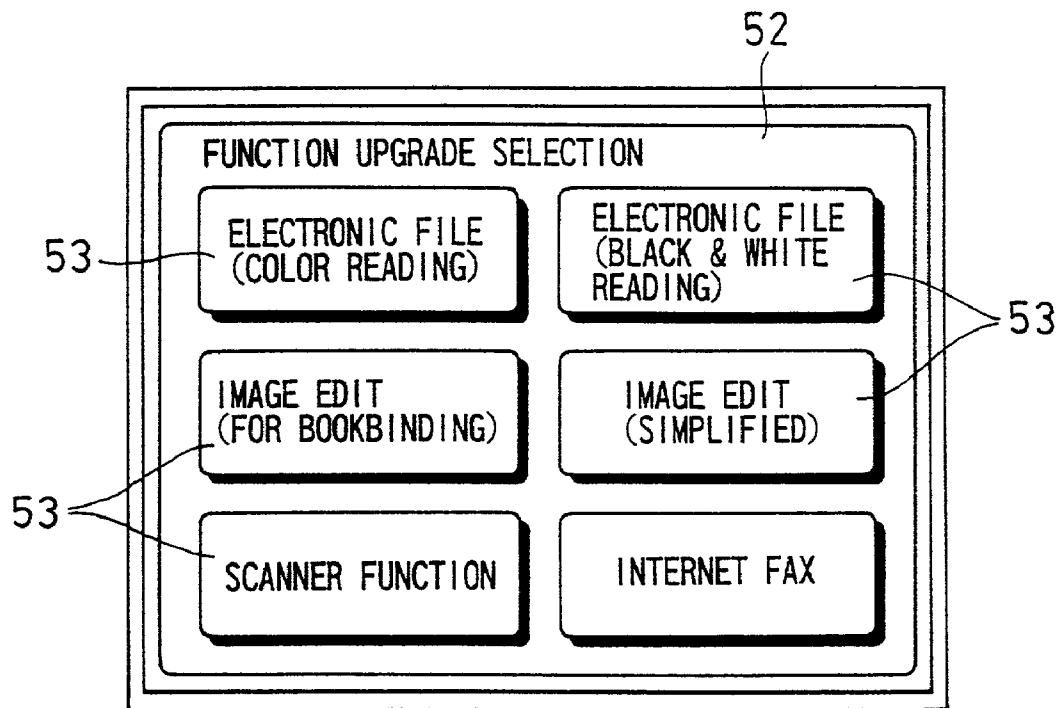 52
FUNCTION UPGRADE SELECTION
ELECTRONIC FILE
(COLOR READING)
ELECTRONIC FILE
(BLACK & WHITE
READING)
53
53
IMAGE EDIT
(FOR BOOKBINDING)
IMAGE EDIT
(SIMPLIFIED)
53
SCANNER FUNCTION
INTERNET FAX